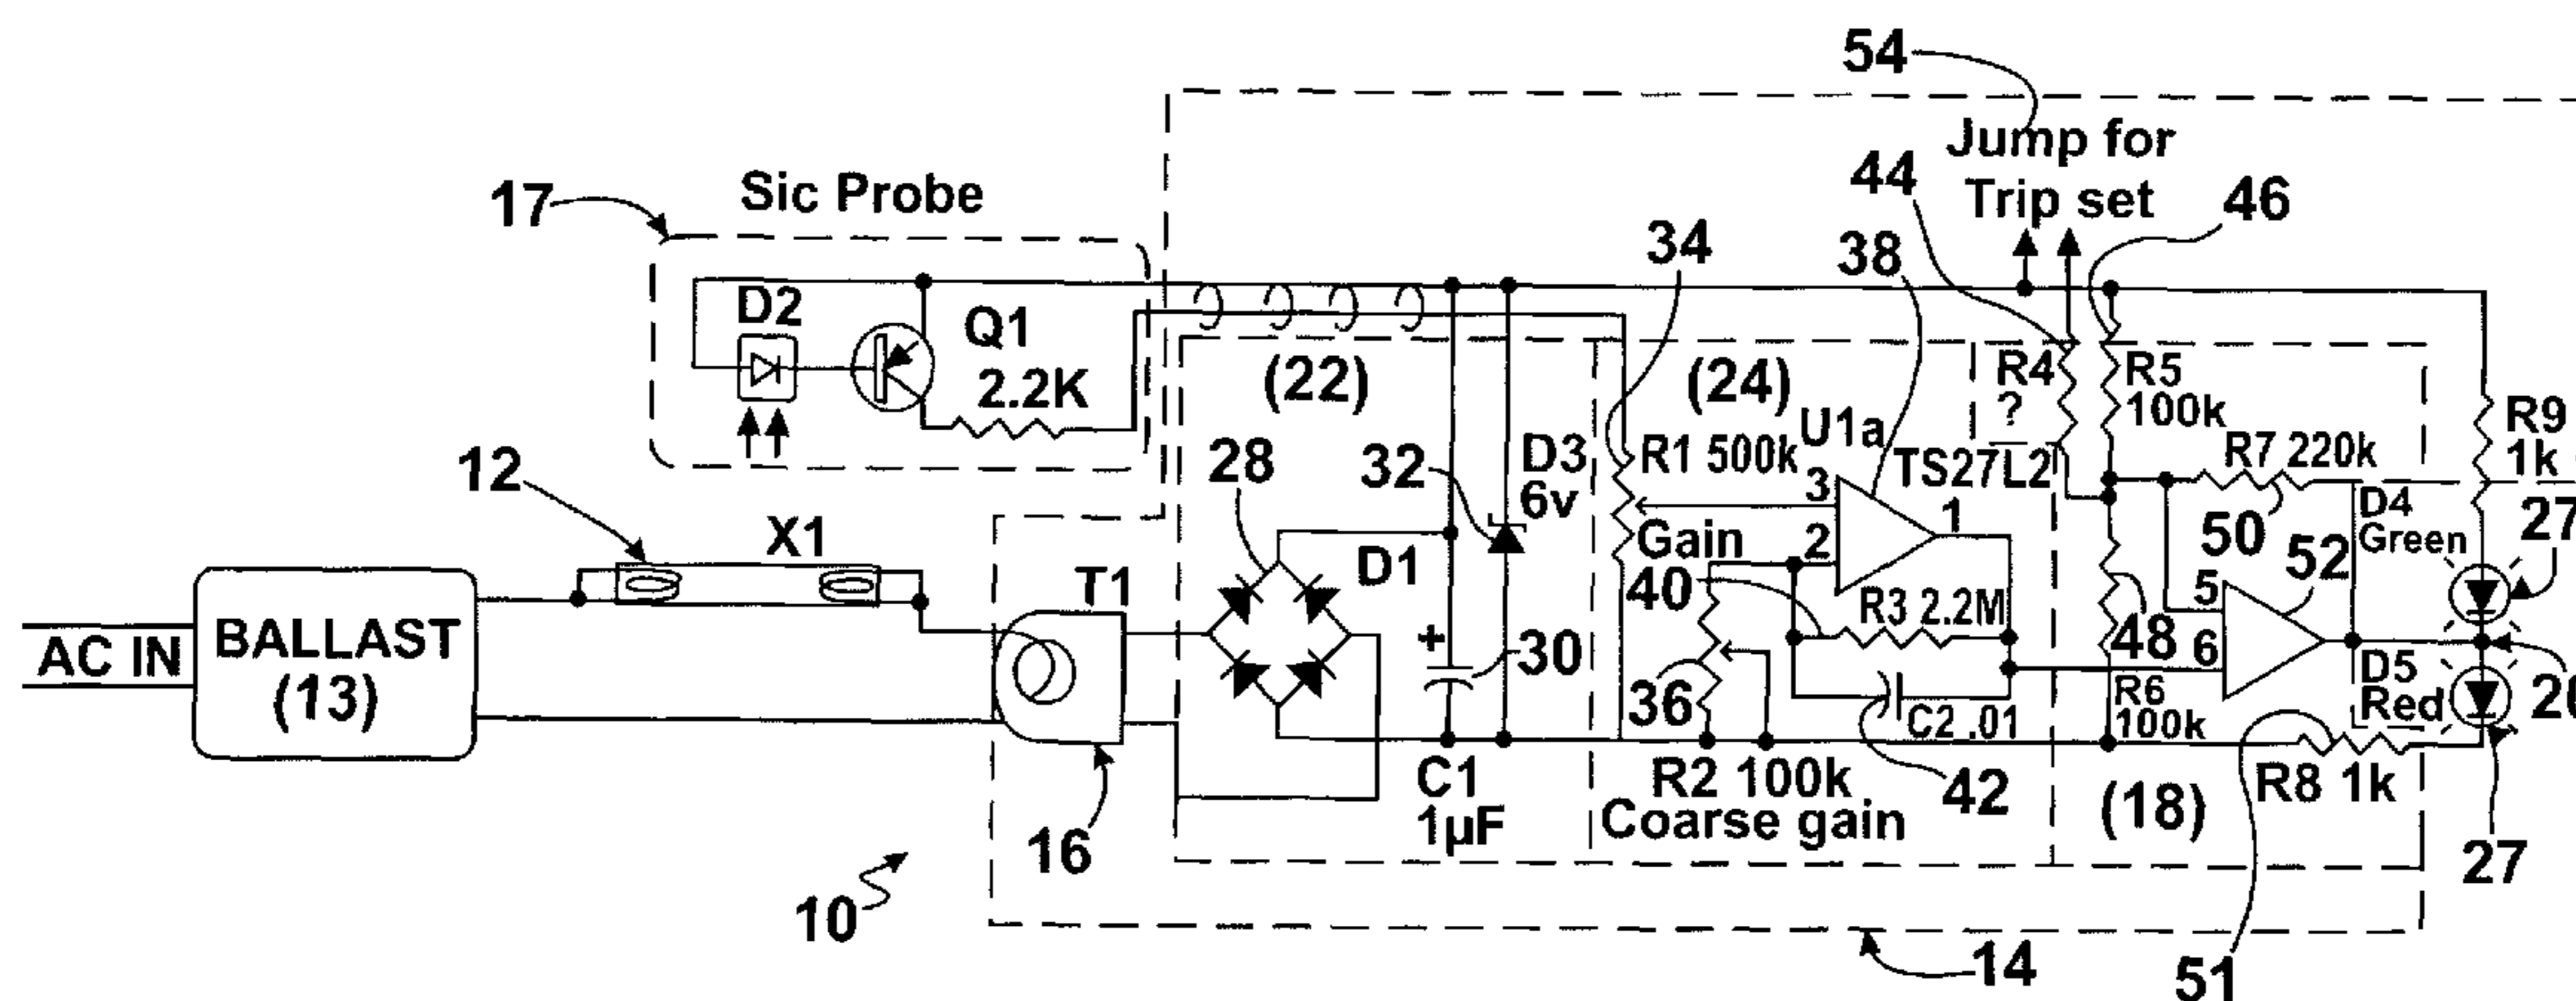 54
Jump for
Trip set
44
46
17
Sic Probe
34
38
D2
Q1
2.2K
(22)
(24)
R4
?
R5
100k
R9
1k
12
28
32
D3
6v
R1 500k
U1a
TS27L2
R7 220k
50
D4
Green
27
X1
T1
D1
Gain
40
3
2
1
R3 2.2M
5
6
52
48
AC IN
BALLAST
(13)
+
30
36
C2 .01
R6
100k
D5
Red
C1
1µF
R2 100k
Coarse gain
42
(18)
R8 1k
27
16
10
14
51